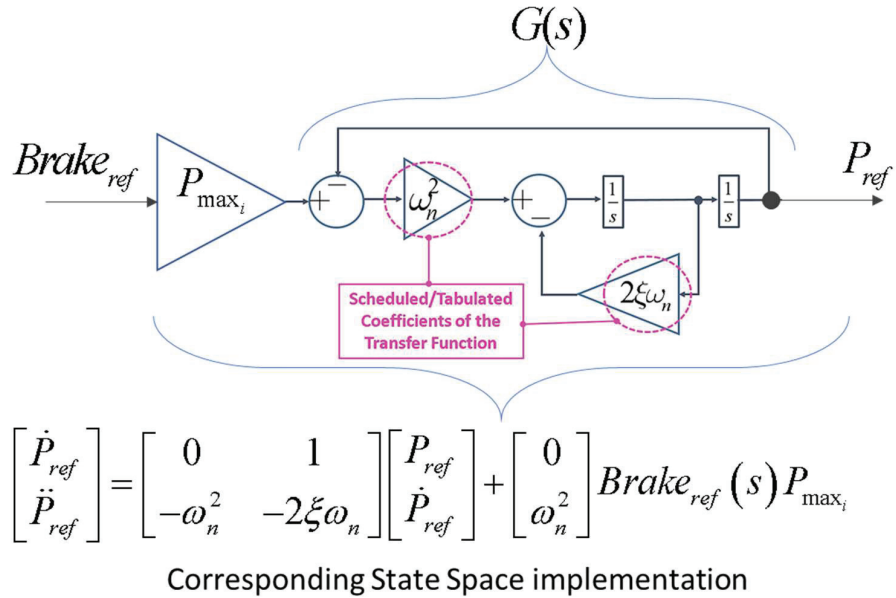 G(s)
Brake_ref
P_max_i
−
+
ω_n^2
+
−
1/s
1/s
P_ref
2ξω_n
Scheduled/Tabulated
Coefficients of the
Transfer Function
[Ṗ_ref; P̈_ref] = [0 1; −ω_n^2 −2ξω_n] [P_ref; Ṗ_ref] + [0; ω_n^2] Brake_ref (s) P_max_i
Corresponding State Space implementation